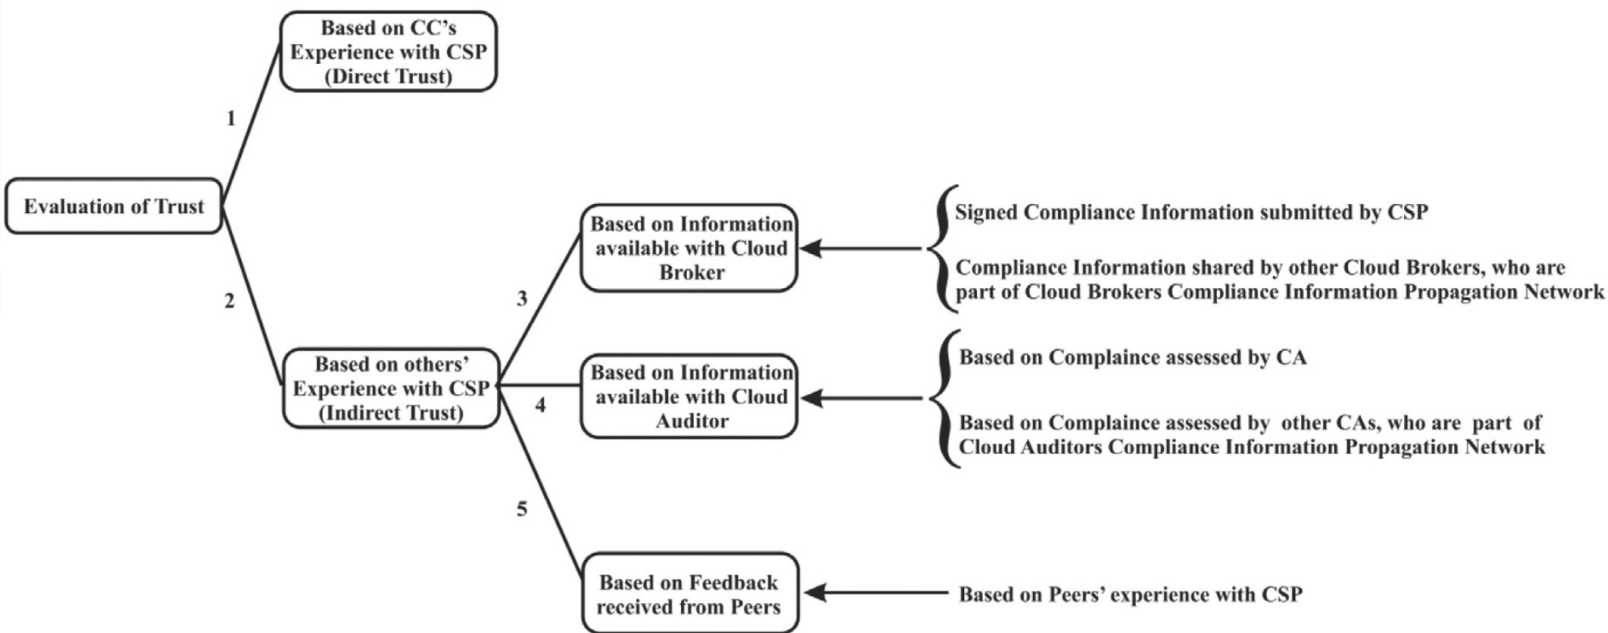 Based on CC's
Experience with CSP
(Direct Trust)
1
Evaluation of Trust
2
Based on others'
Experience with CSP
(Indirect Trust)
3
4
5
Based on Information
available with Cloud
Broker
Signed Compliance Information submitted by CSP
Compliance Information shared by other Cloud Brokers, who are
part of Cloud Brokers Compliance Information Propagation Network
Based on Information
available with Cloud
Auditor
Based on Complaince assessed by CA
Based on Complaince assessed by other CAs, who are part of
Cloud Auditors Compliance Information Propagation Network
Based on Feedback
received from Peers
Based on Peers' experience with CSP